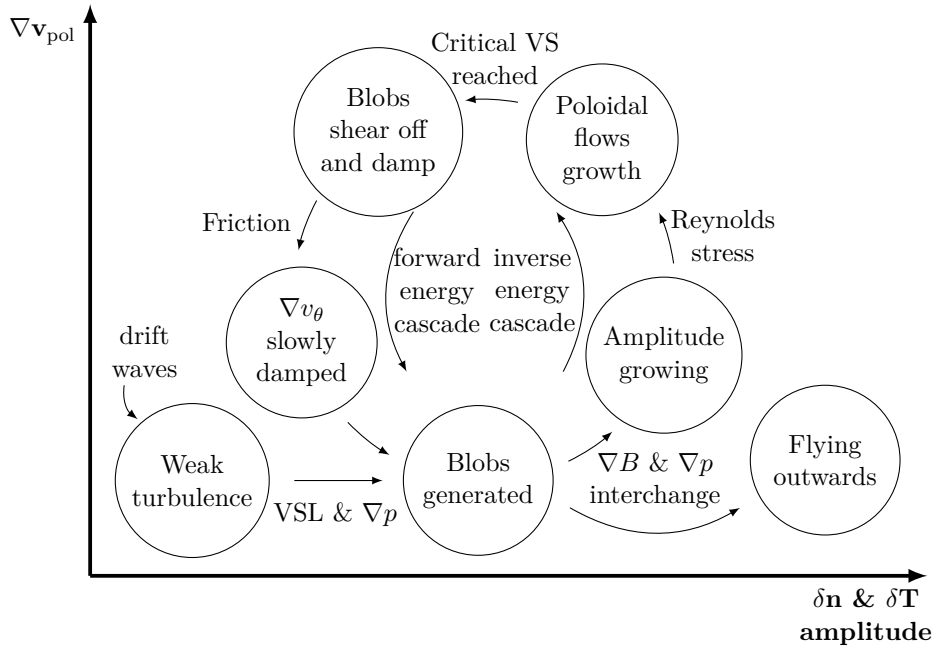 ∇v_pol
Critical VS
reached
Blobs
shear off
and damp
Poloidal
flows
growth
Friction
Reynolds
stress
forward
energy
cascade
inverse
energy
cascade
∇v_θ
slowly
damped
drift
waves
Amplitude
growing
Weak
turbulence
VSL & ∇p
Blobs
generated
∇B & ∇p
interchange
Flying
outwards
δn & δT
amplitude